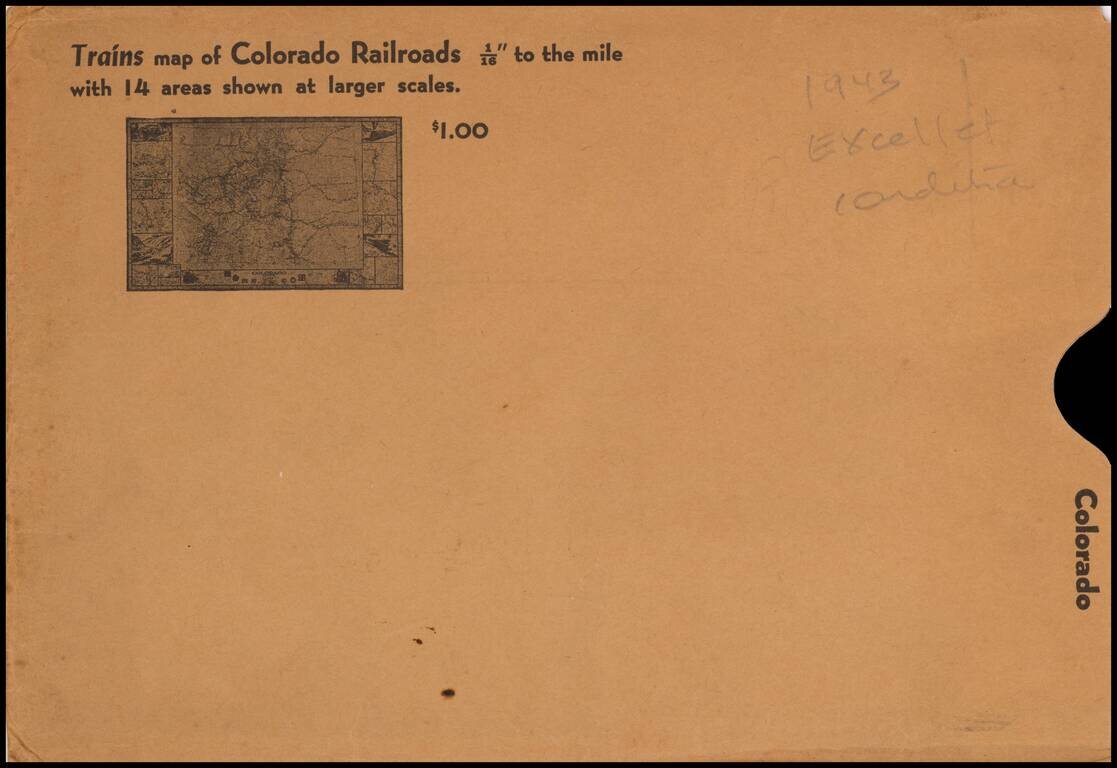 Trains map of Colorado Railroads 1/16" to the mile
with 14 areas shown at larger scales.
$1.00
1943
Excellet
condition
Colorado